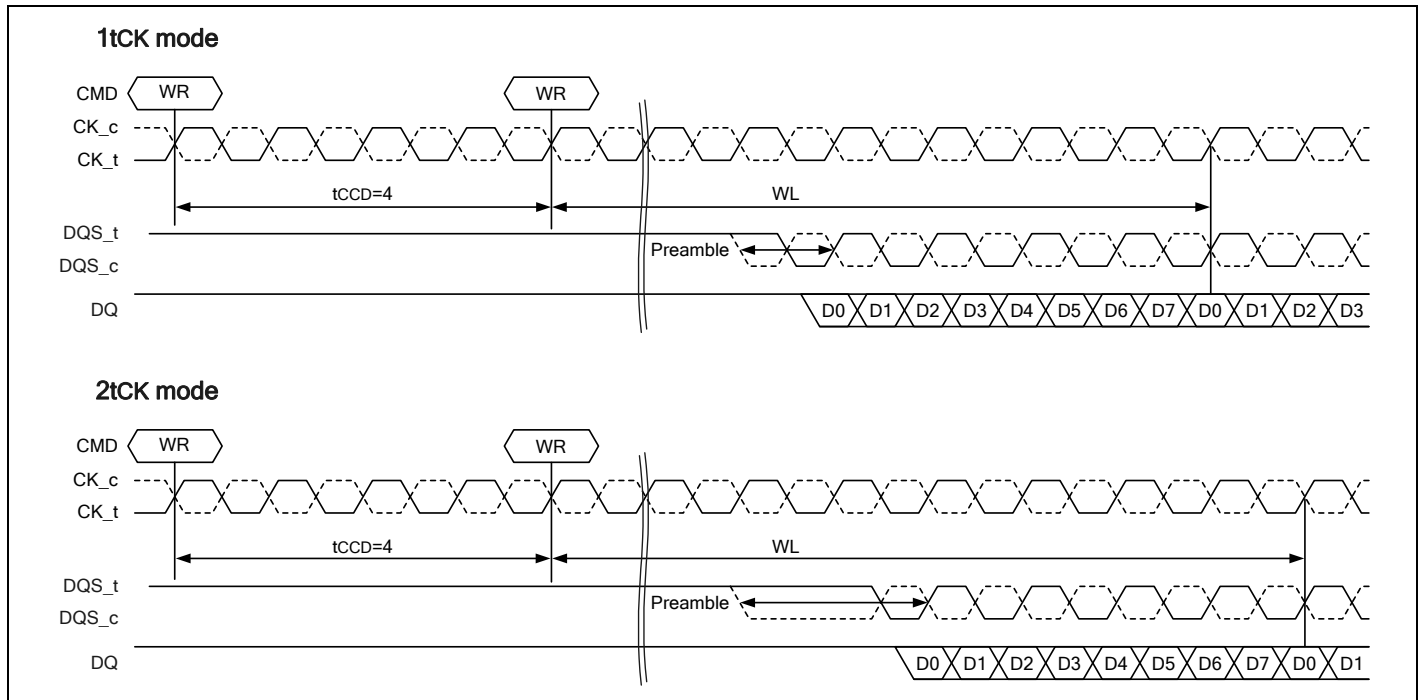 1tCK mode
CMD WR WR
CK_c
CK_t
tCCD=4 WL
DQS_t
Preamble
DQS_c
DQ D0 D1 D2 D3 D4 D5 D6 D7 D0 D1 D2 D3
2tCK mode
CMD WR WR
CK_c
CK_t
tCCD=4 WL
DQS_t
Preamble
DQS_c
DQ D0 D1 D2 D3 D4 D5 D6 D7 D0 D1